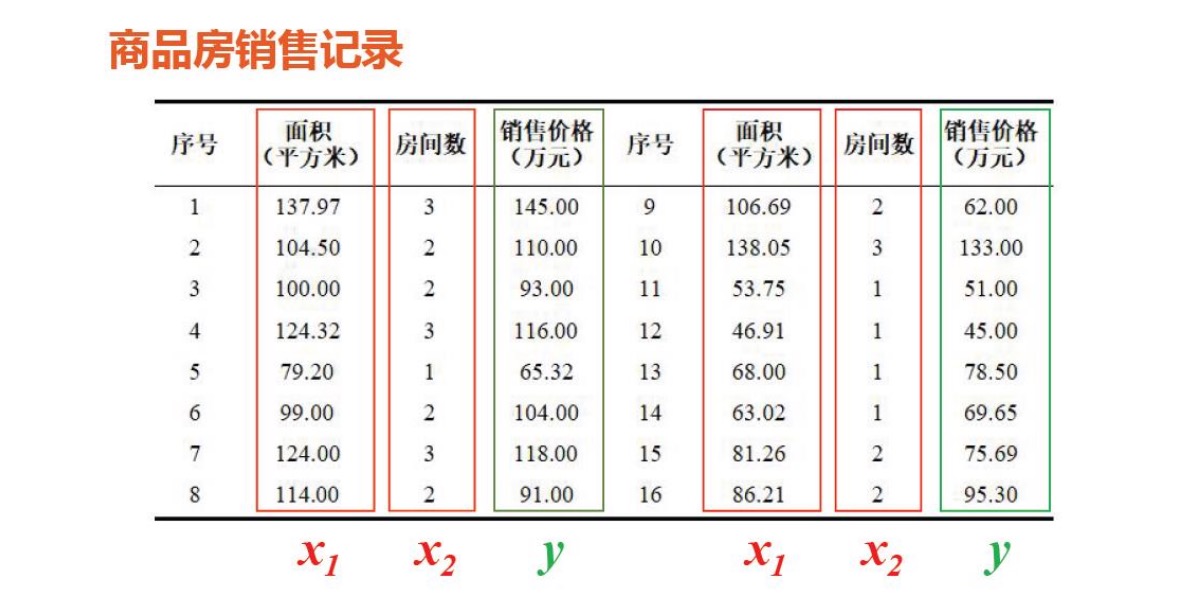 商品房销售记录
序号 面积（平方米） 房间数 销售价格（万元） 序号 面积（平方米） 房间数 销售价格（万元）
1 137.97 3 145.00 9 106.69 2 62.00
2 104.50 2 110.00 10 138.05 3 133.00
3 100.00 2 93.00 11 53.75 1 51.00
4 124.32 3 116.00 12 46.91 1 45.00
5 79.20 1 65.32 13 68.00 1 78.50
6 99.00 2 104.00 14 63.02 1 69.65
7 124.00 3 118.00 15 81.26 2 75.69
8 114.00 2 91.00 16 86.21 2 95.30
x1 x2 y x1 x2 y